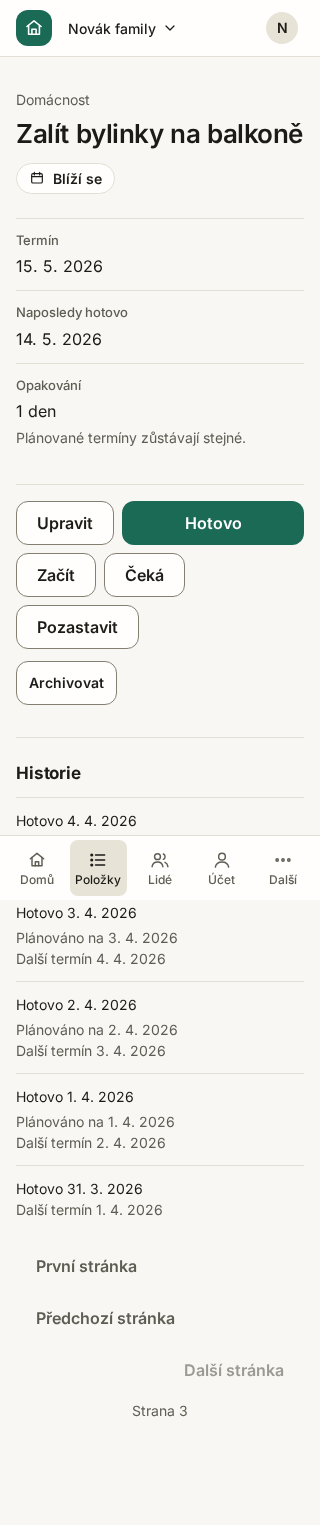 Novák family
N
Domácnost
Zalít bylinky na balkoně
Blíží se
Termín
15. 5. 2026
Naposledy hotovo
14. 5. 2026
Opakování
1 den
Plánované termíny zůstávají stejné.
Upravit
Hotovo
Začít
Čeká
Pozastavit
Archivovat
Historie
Hotovo 4. 4. 2026
Domů
Položky
Lidé
Účet
Další
Hotovo 3. 4. 2026
Plánováno na 3. 4. 2026
Další termín 4. 4. 2026
Hotovo 2. 4. 2026
Plánováno na 2. 4. 2026
Další termín 3. 4. 2026
Hotovo 1. 4. 2026
Plánováno na 1. 4. 2026
Další termín 2. 4. 2026
Hotovo 31. 3. 2026
Další termín 1. 4. 2026
První stránka
Předchozí stránka
Další stránka
Strana 3